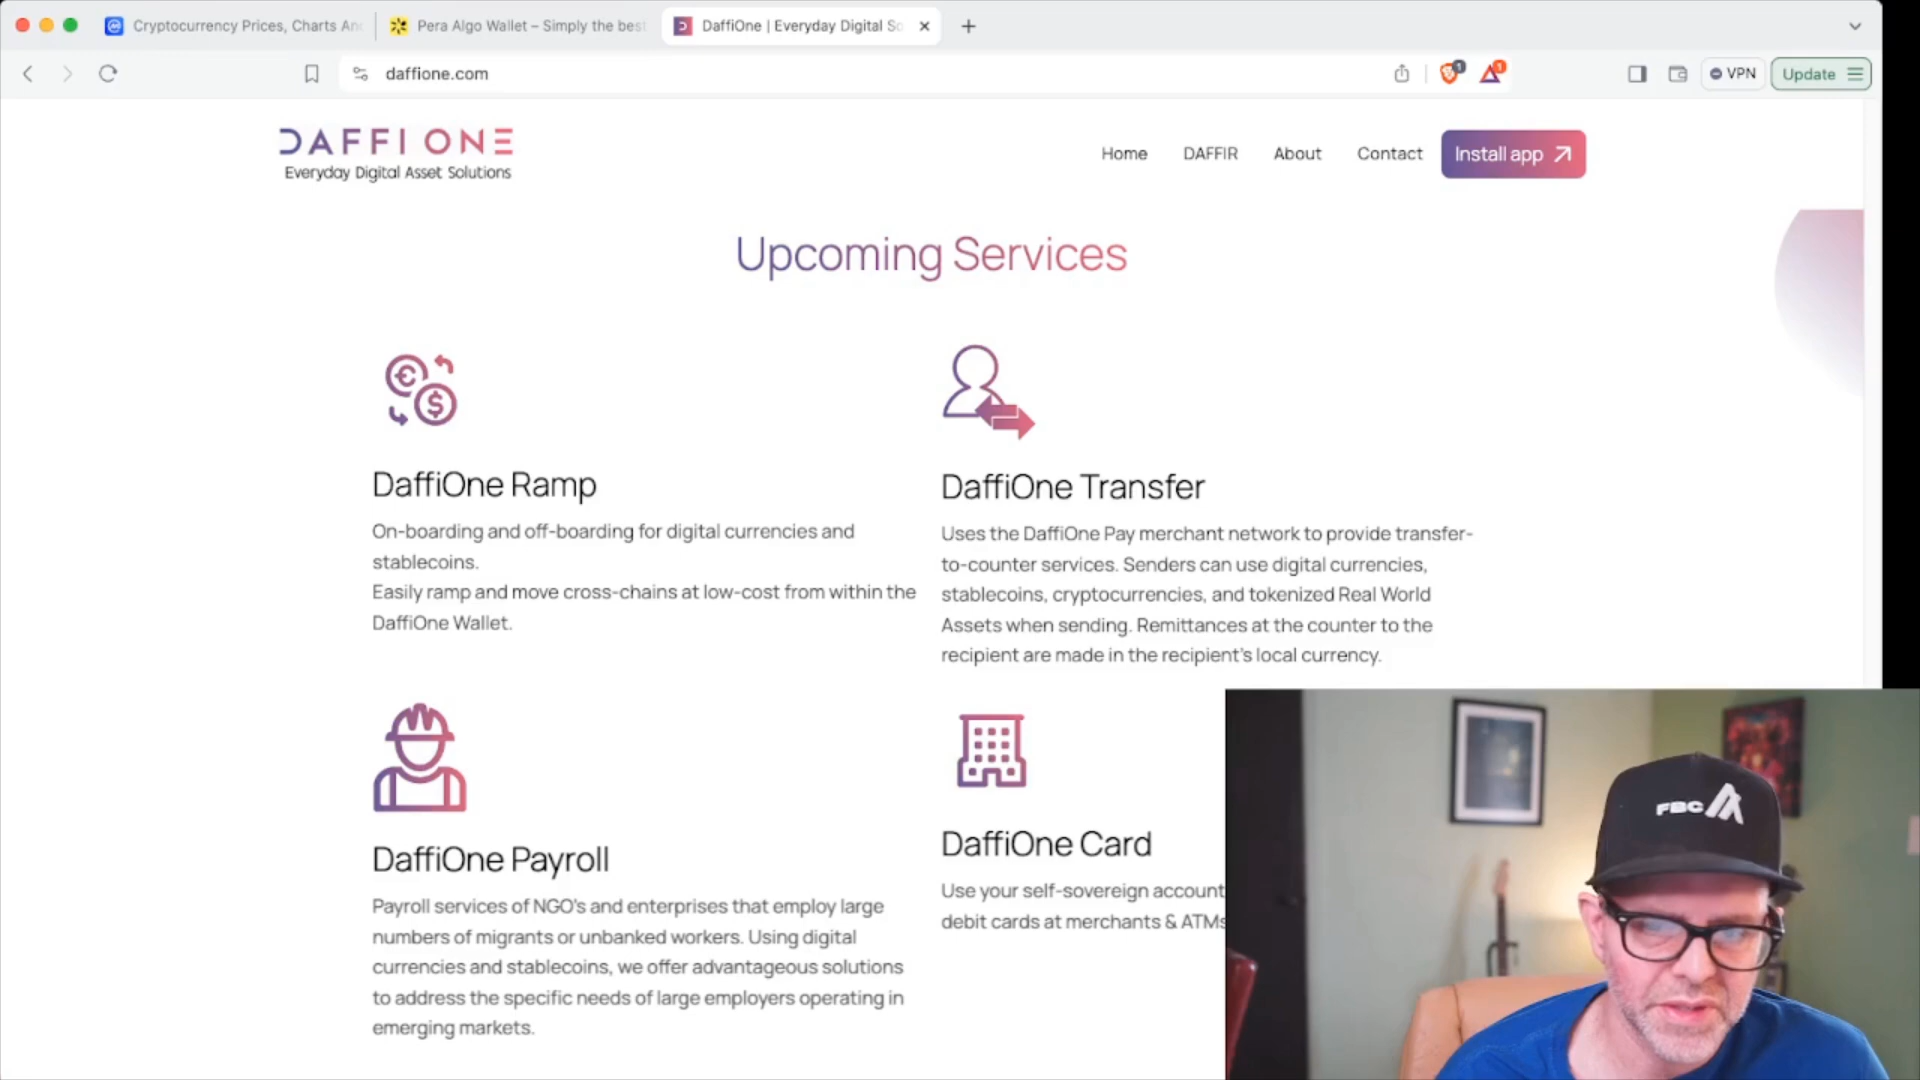 Cryptocurrency Prices, Charts An
Pera Algo Wallet – Simply the best
DaffiOne | Everyday Digital So
daffione.com
1
1
VPN
Update
DAFFI ONE
Everyday Digital Asset Solutions
Home
DAFFIR
About
Contact
Install app
Upcoming Services
DaffiOne Ramp
On-boarding and off-boarding for digital currencies and
stablecoins.
Easily ramp and move cross-chains at low-cost from within the
DaffiOne Wallet.
DaffiOne Transfer
Uses the DaffiOne Pay merchant network to provide transfer-
to-counter services. Senders can use digital currencies,
stablecoins, cryptocurrencies, and tokenized Real World
Assets when sending. Remittances at the counter to the
recipient are made in the recipient's local currency.
DaffiOne Payroll
Payroll services of NGO's and enterprises that employ large
numbers of migrants or unbanked workers. Using digital
currencies and stablecoins, we offer advantageous solutions
to address the specific needs of large employers operating in
emerging markets.
DaffiOne Card
Use your self-sovereign account
debit cards at merchants & ATMs
FBC